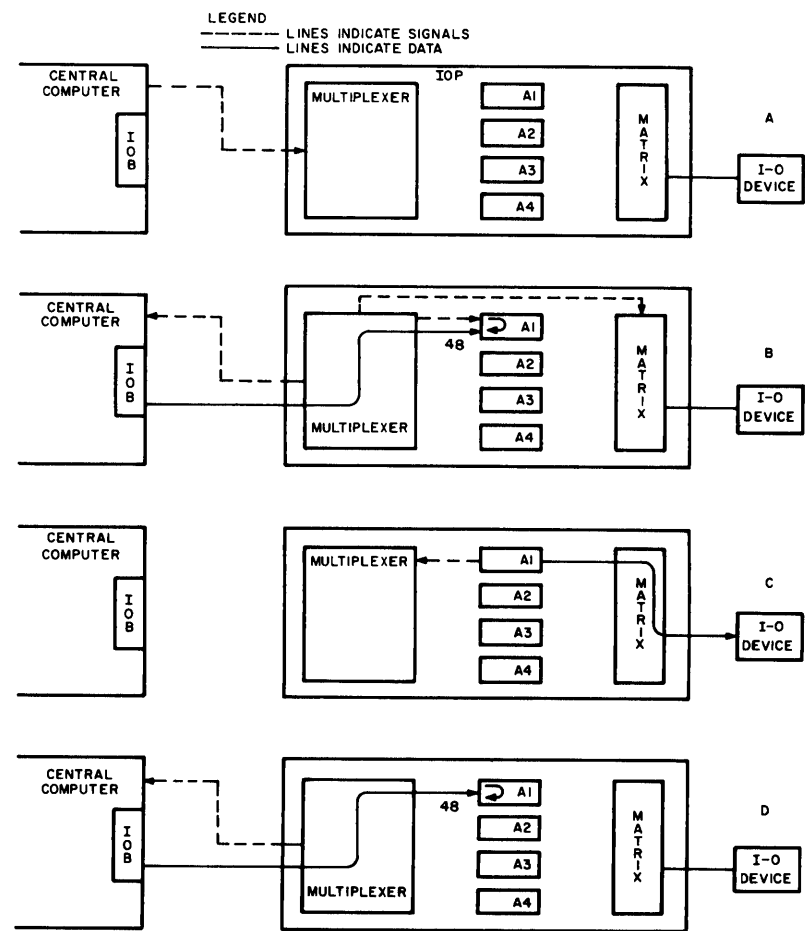 LEGEND
LINES INDICATE SIGNALS
LINES INDICATE DATA
CENTRAL
COMPUTER
IOB
IOP
MULTIPLEXER
A1
A2
A3
A4
MATRIX
A
I-O
DEVICE
CENTRAL
COMPUTER
IOB
48
MULTIPLEXER
A1
A2
A3
A4
MATRIX
B
I-O
DEVICE
CENTRAL
COMPUTER
IOB
MULTIPLEXER
A1
A2
A3
A4
MATRIX
C
I-O
DEVICE
CENTRAL
COMPUTER
IOB
48
MULTIPLEXER
A1
A2
A3
A4
MATRIX
D
I-O
DEVICE